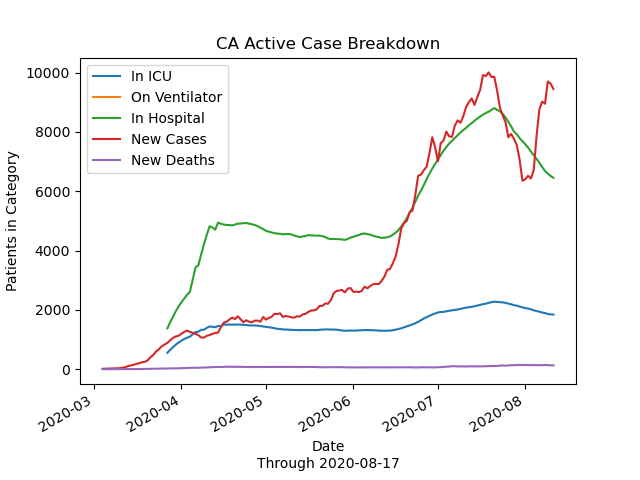 CA Active Case Breakdown
In ICU
On Ventilator
In Hospital
New Cases
New Deaths
Patients in Category
10000
8000
6000
4000
2000
0
2020-03
2020-04
2020-05
2020-06
2020-07
2020-08
Date
Through 2020-08-17